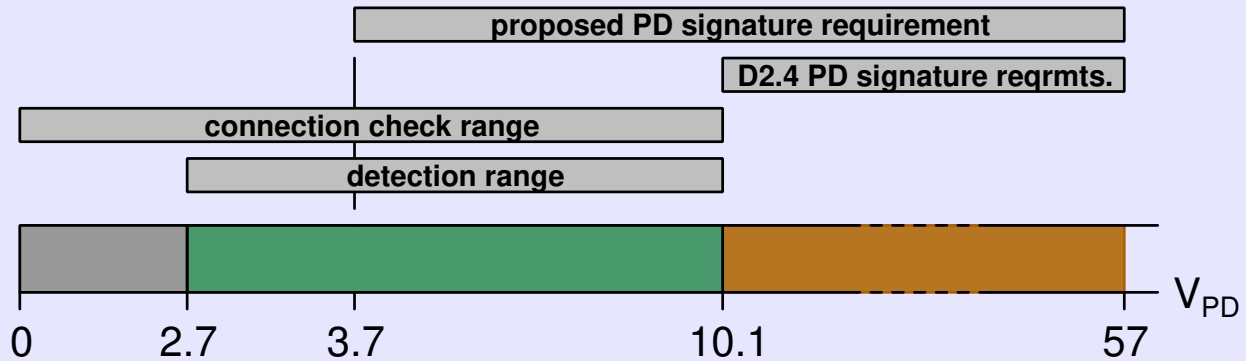 proposed PD signature requirement
D2.4 PD signature reqrmts.
connection check range
detection range
V_PD
0 2.7 3.7 10.1 57